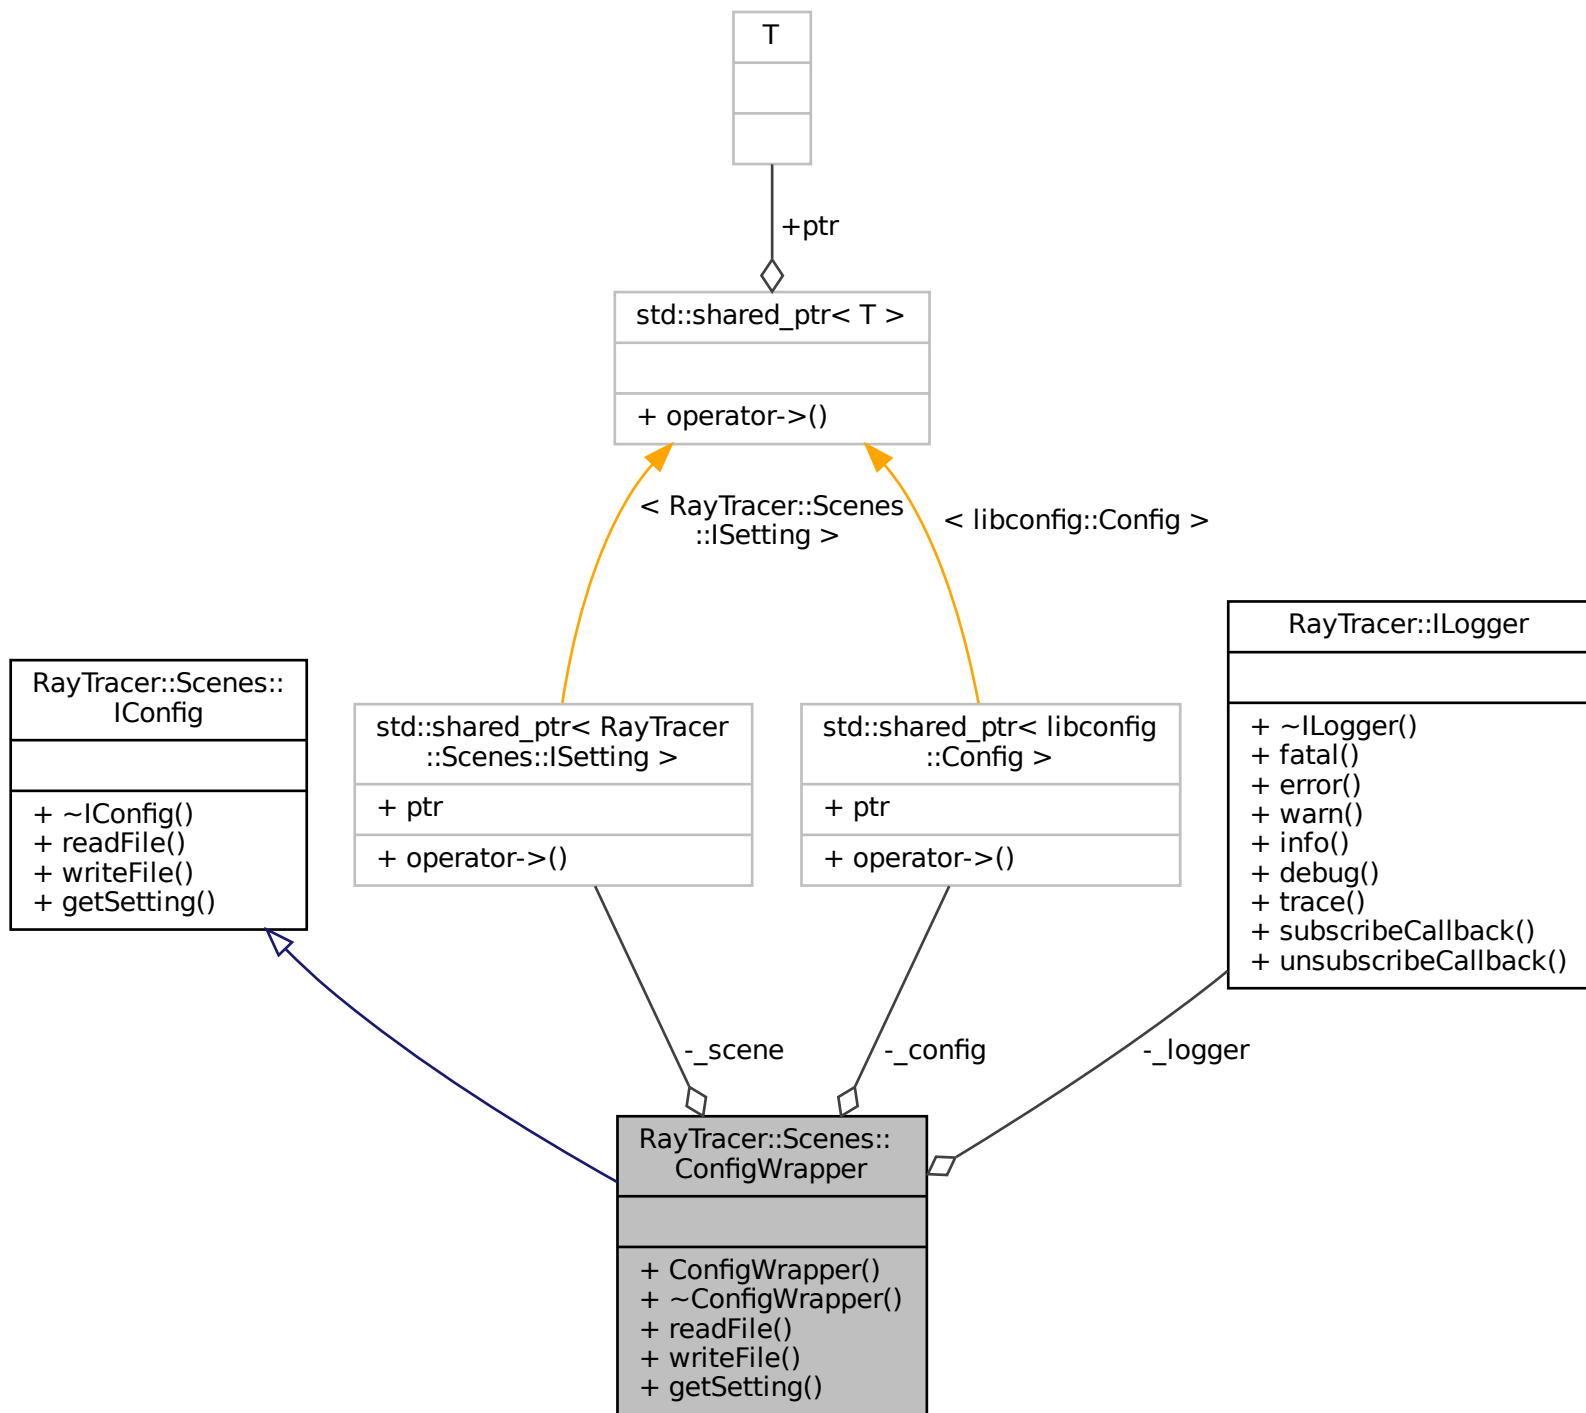 T
+ptr
std::shared_ptr< T >
+ operator->()
< RayTracer::Scenes
::ISetting >
< libconfig::Config >
RayTracer::Scenes::
IConfig
+ ~IConfig()
+ readFile()
+ writeFile()
+ getSetting()
std::shared_ptr< RayTracer
::Scenes::ISetting >
+ ptr
+ operator->()
std::shared_ptr< libconfig
::Config >
+ ptr
+ operator->()
RayTracer::ILogger
+ ~ILogger()
+ fatal()
+ error()
+ warn()
+ info()
+ debug()
+ trace()
+ subscribeCallback()
+ unsubscribeCallback()
-_scene
-_config
-_logger
RayTracer::Scenes::
ConfigWrapper
+ ConfigWrapper()
+ ~ConfigWrapper()
+ readFile()
+ writeFile()
+ getSetting()